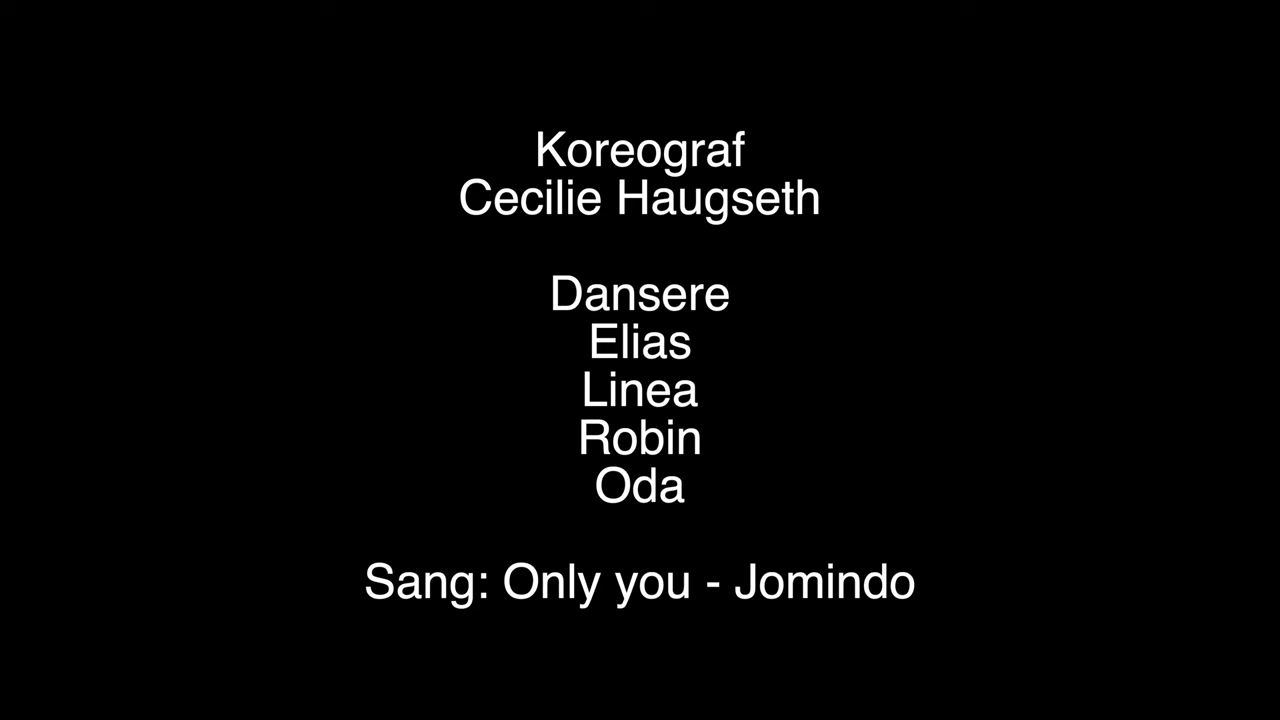 Koreograf
Cecilie Haugseth
Dansere
Elias
Linea
Robin
Oda
Sang: Only you - Jomindo